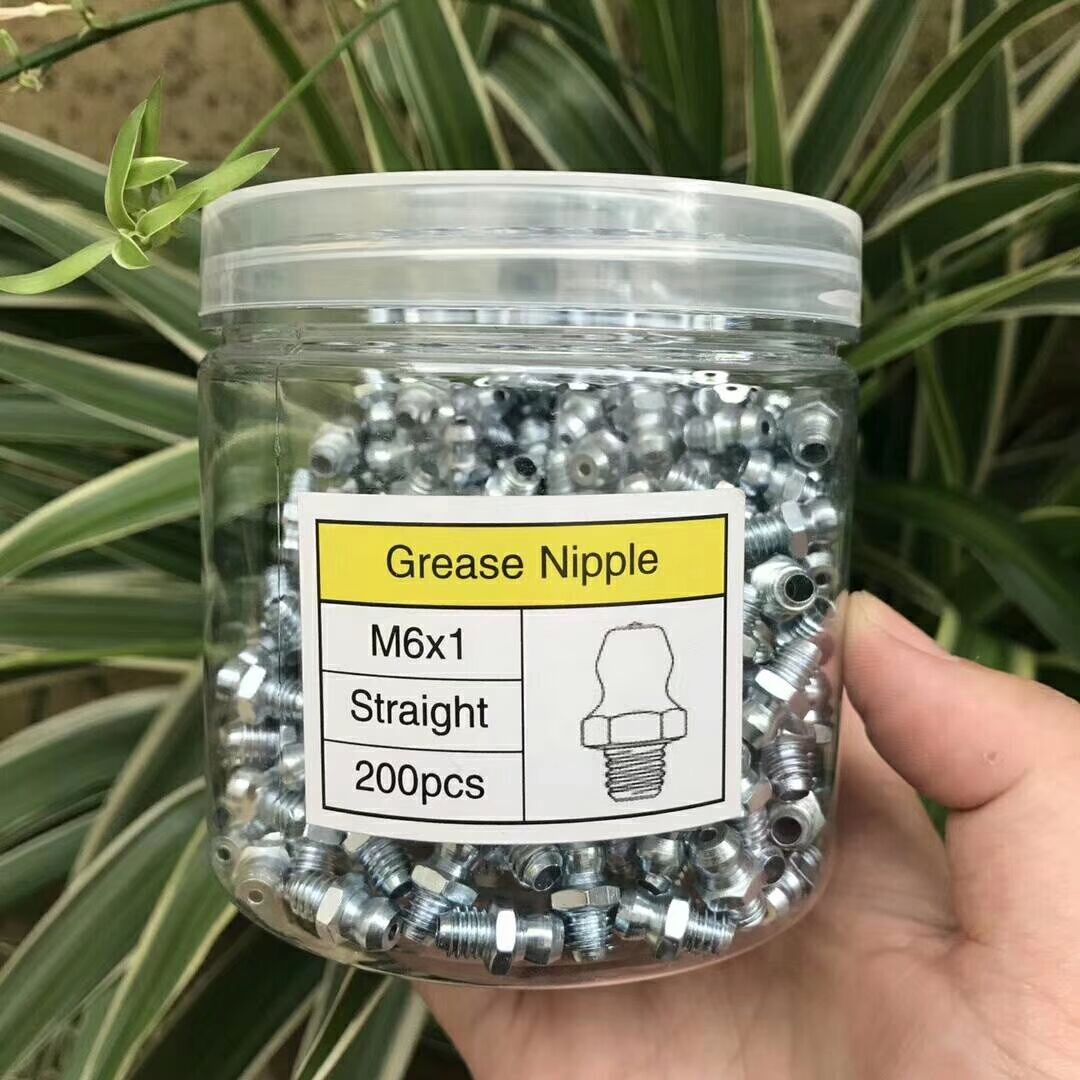 Grease Nipple
M6x1
Straight
200pcs